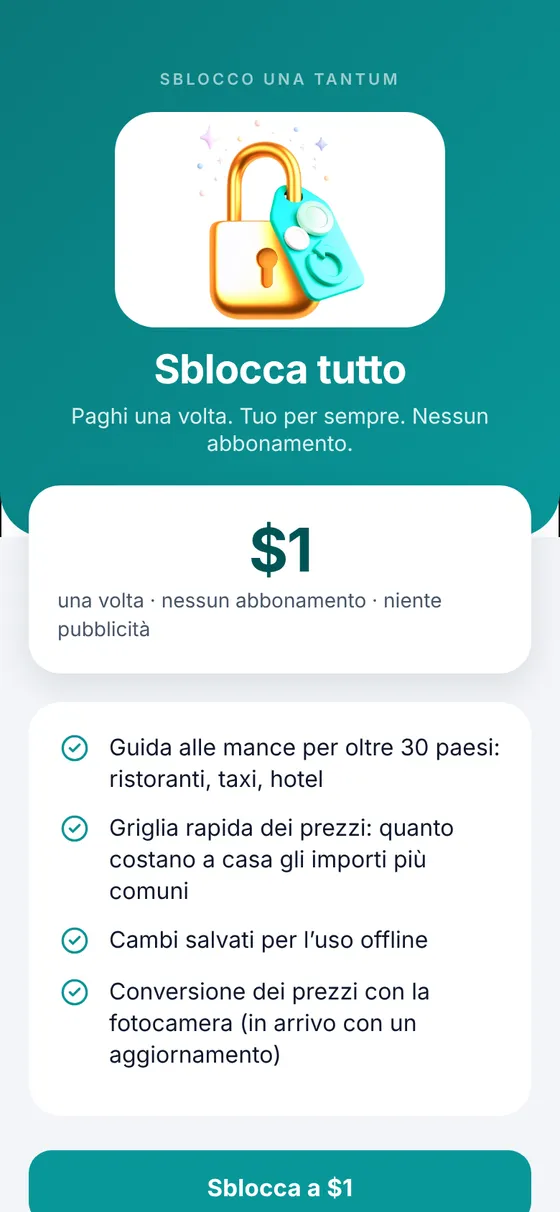 SBLOCCO UNA TANTUM
Sblocca tutto
Paghi una volta. Tuo per sempre. Nessun
abbonamento.
$1
una volta · nessun abbonamento · niente
pubblicità
Guida alle mance per oltre 30 paesi:
ristoranti, taxi, hotel
Griglia rapida dei prezzi: quanto
costano a casa gli importi più
comuni
Cambi salvati per l’uso offline
Conversione dei prezzi con la
fotocamera (in arrivo con un
aggiornamento)
Sblocca a $1